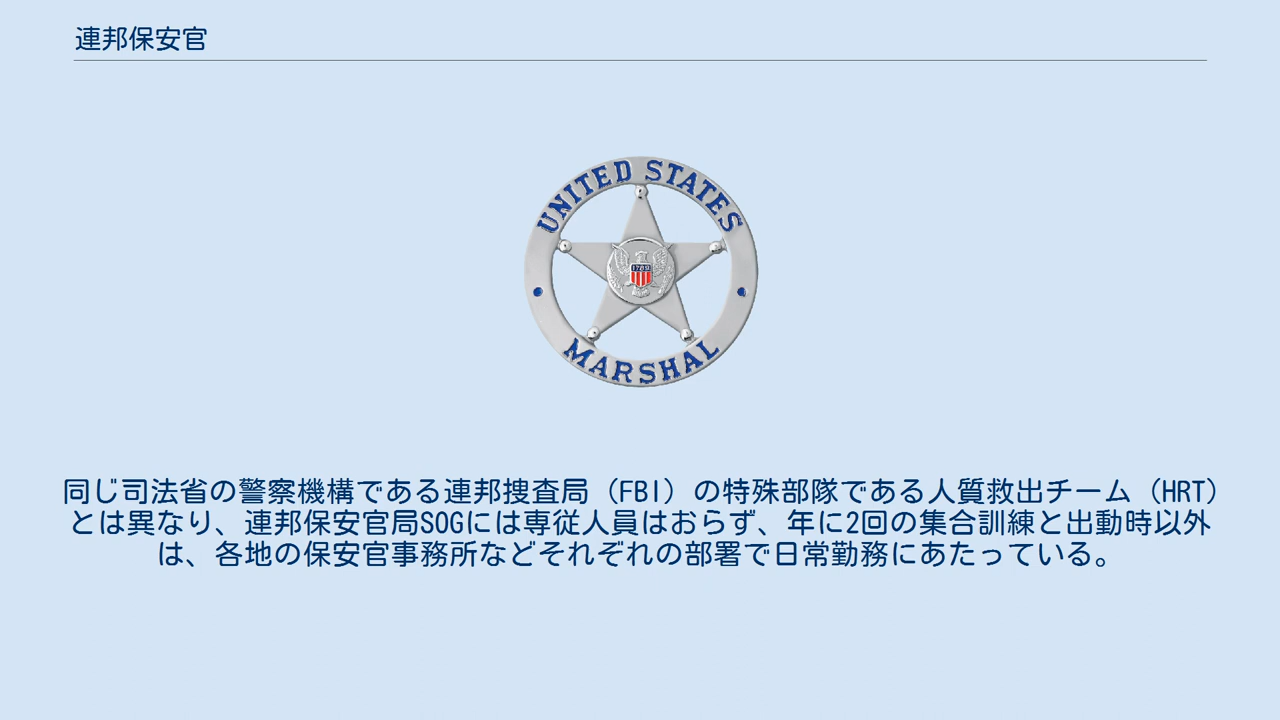 連邦保安官
UNITED STATES
1789
MARSHAL
同じ司法省の警察機構である連邦捜査局（FBI）の特殊部隊である人質救出チーム（HRT）
とは異なり、連邦保安官局SOGには専従人員はおらず、年に2回の集合訓練と出動時以外
は、各地の保安官事務所などそれぞれの部署で日常勤務にあたっている。